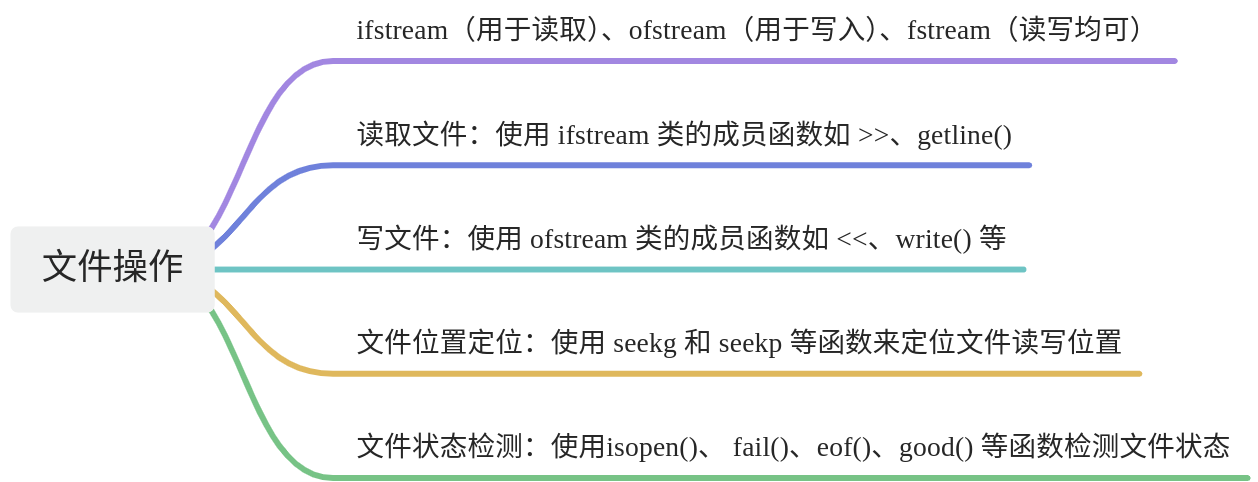 ifstream（用于读取）、ofstream（用于写入）、fstream（读写均可）
读取文件：使用 ifstream 类的成员函数如 >>、getline()
写文件：使用 ofstream 类的成员函数如 <<、write() 等
文件操作
文件位置定位：使用 seekg 和 seekp 等函数来定位文件读写位置
文件状态检测：使用isopen()、 fail()、eof()、good() 等函数检测文件状态